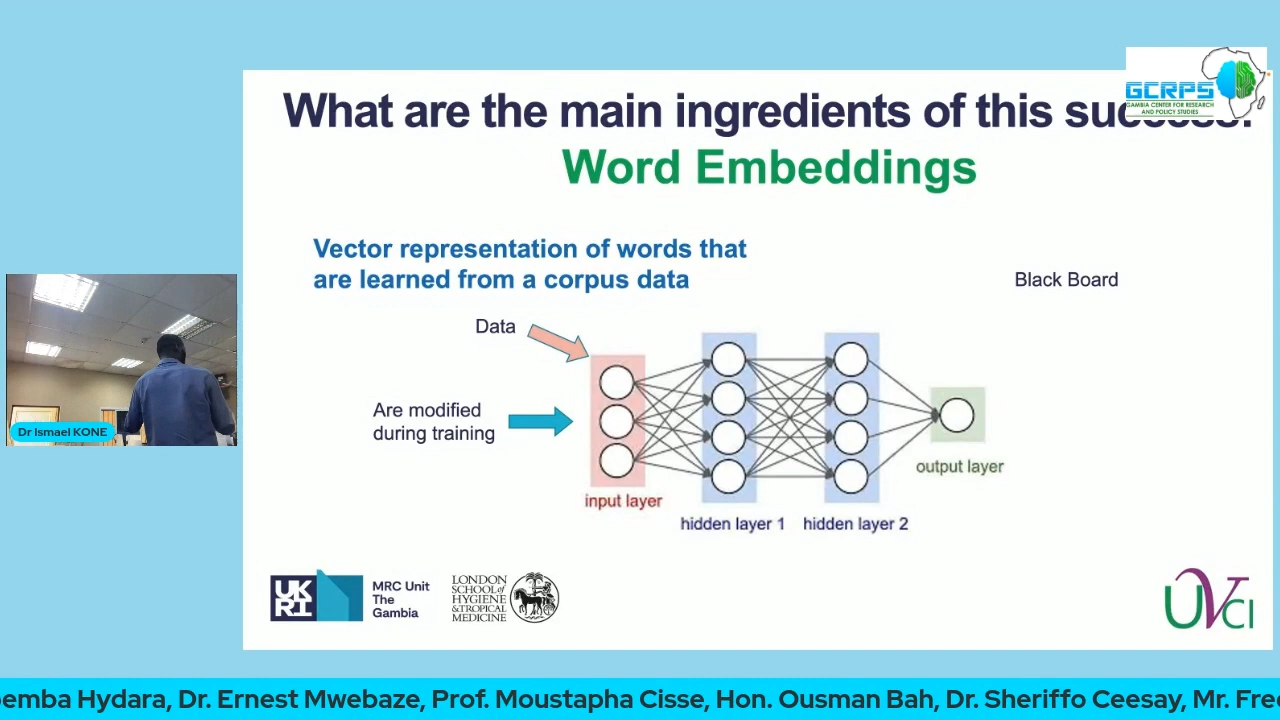 What are the main ingredients of this success?
Word Embeddings
GCRPS
GAMBIA CENTER FOR RESEARCH
AND POLICY STUDIES
Vector representation of words that
are learned from a corpus data
Black Board
Data
Are modified
during training
input layer
hidden layer 1
hidden layer 2
output layer
Dr Ismael KONE
UK
RI
MRC Unit
The
Gambia
LONDON
SCHOOL of
HYGIENE
& TROPICAL
MEDICINE
UVCI
emba Hydara, Dr. Ernest Mwebaze, Prof. Moustapha Cisse, Hon. Ousman Bah, Dr. Sheriffo Ceesay, Mr. Fre